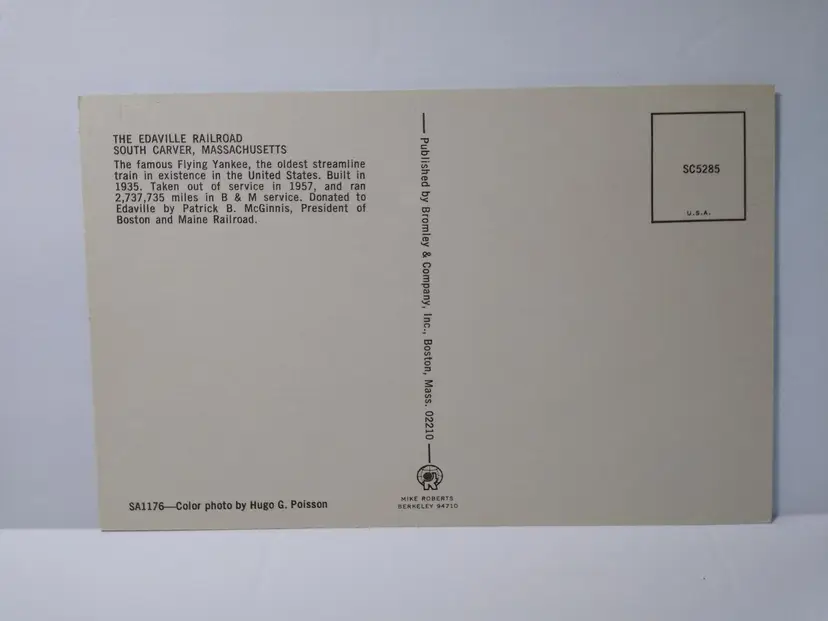 THE EDAVILLE RAILROAD
SOUTH CARVER, MASSACHUSETTS
The famous Flying Yankee, the oldest streamline
train in existence in the United States. Built in
1935. Taken out of service in 1957, and ran
2,737,735 miles in B & M service. Donated to
Edaville by Patrick B. McGinnis, President of
Boston and Maine Railroad.
SA1176—Color photo by Hugo G. Poisson
Published by Bromley & Company, Inc., Boston, Mass. 02210
MIKE ROBERTS
BERKELEY 94710
SC5285
U.S.A.